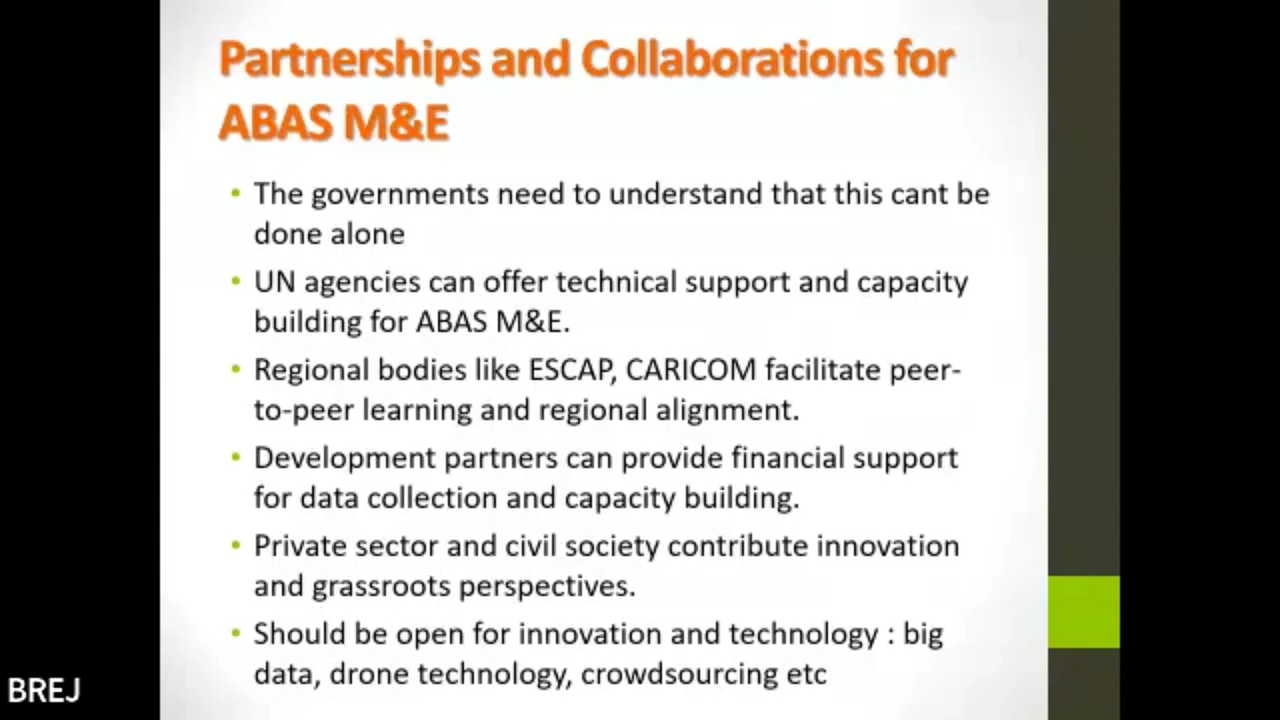 Partnerships and Collaborations for
ABAS M&E
• The governments need to understand that this cant be
done alone
• UN agencies can offer technical support and capacity
building for ABAS M&E.
• Regional bodies like ESCAP, CARICOM facilitate peer-
to-peer learning and regional alignment.
• Development partners can provide financial support
for data collection and capacity building.
• Private sector and civil society contribute innovation
and grassroots perspectives.
• Should be open for innovation and technology : big
data, drone technology, crowdsourcing etc
BREJ